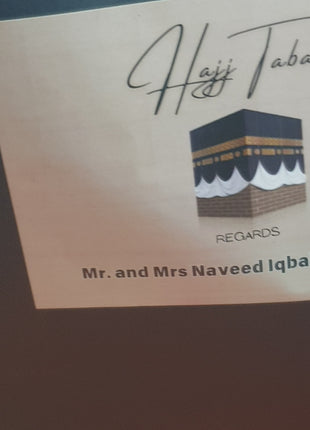 Hajj Taba
REGARDS
Mr. and Mrs Naveed Iqba